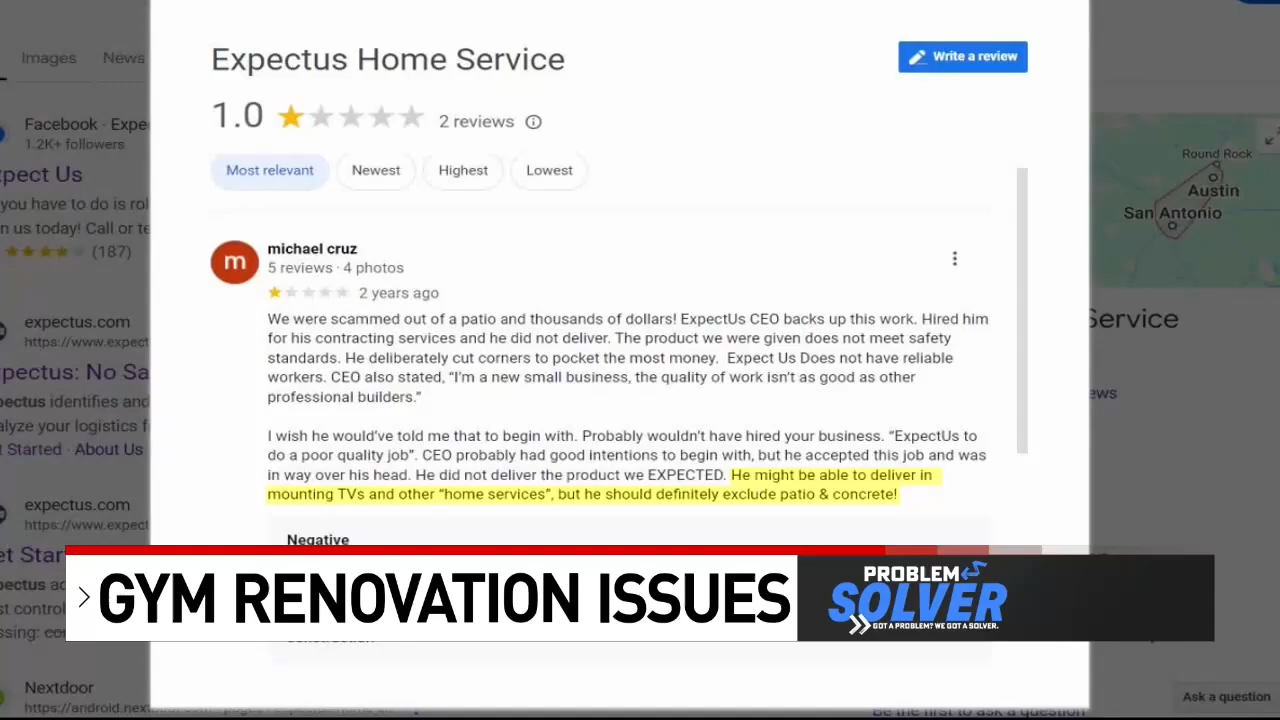 Images News
Expectus Home Service
Write a review
1.0
2 reviews
Most relevant
Newest
Highest
Lowest
Facebook · Expe
1.2K+ followers
pect Us
you have to do is rol
n us today! Call or te
(187)
expectus.com
https://www.expect
pectus: No Sa
pectus identifies and
alyze your logistics f
Started · About Us
expectus.com
https://www.expect
et Star
pectus
st control
ssing:
Nextdoor
https://android.next
m
michael cruz
5 reviews · 4 photos
2 years ago
We were scammed out of a patio and thousands of dollars! ExpectUs CEO backs up this work. Hired him
for his contracting services and he did not deliver. The product we were given does not meet safety
standards. He deliberately cut corners to pocket the most money. Expect Us Does not have reliable
workers. CEO also stated, “I’m a new small business, the quality of work isn’t as good as other
professional builders.”
I wish he would’ve told me that to begin with. Probably wouldn’t have hired your business. “ExpectUs to
do a poor quality job”. CEO probably had good intentions to begin with, but he accepted this job and was
in way over his head. He did not deliver the product we EXPECTED. He might be able to deliver in
mounting TVs and other “home services”, but he should definitely exclude patio & concrete!
Negative
Round Rock
Austin
San Antonio
Service
ews
Ask a question
Be the first to ask a question
GYM RENOVATION ISSUES
PROBLEM
SOLVER
GOT A PROBLEM? WE GOT A SOLVER.